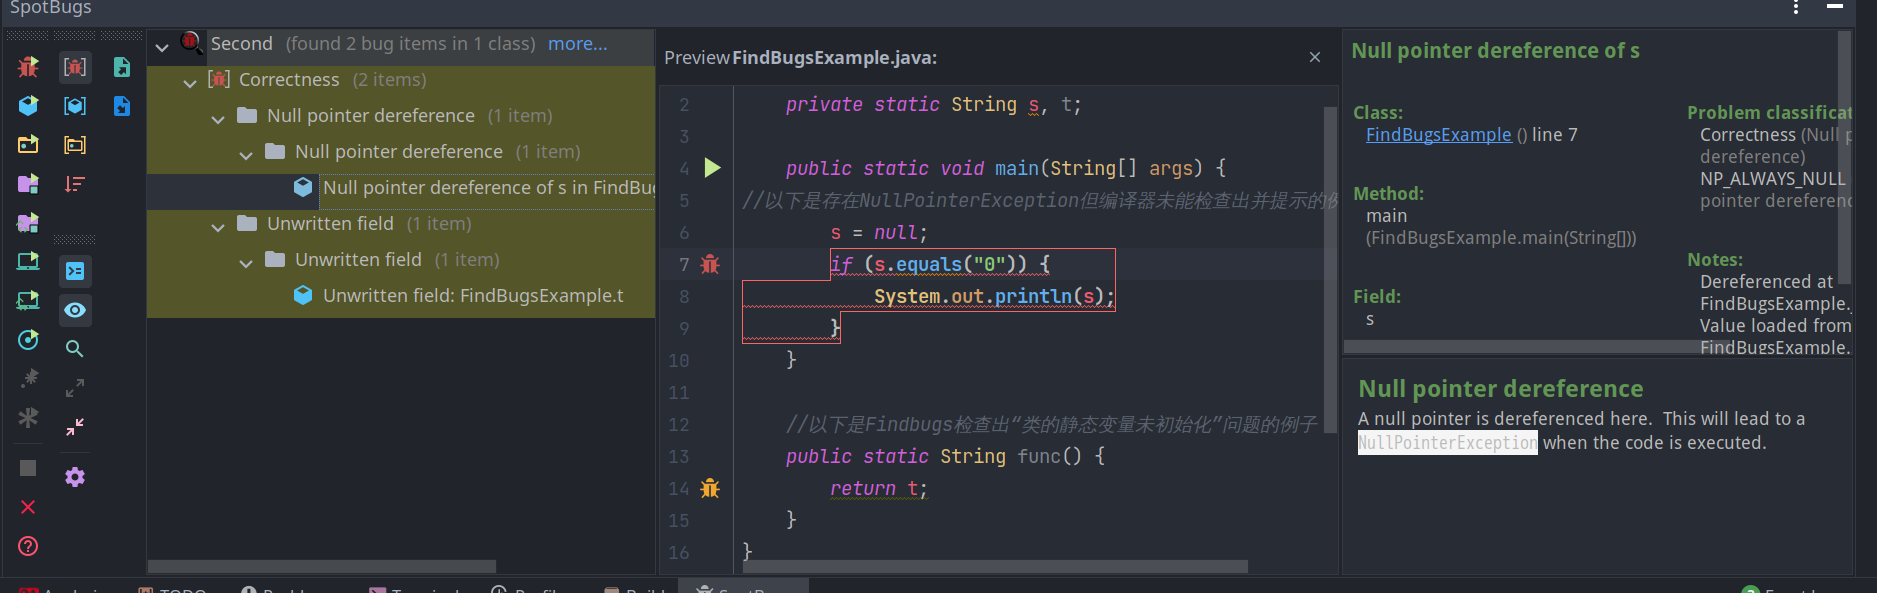 SpotBugs
Second (found 2 bug items in 1 class) more...
Correctness (2 items)
Null pointer dereference (1 item)
Null pointer dereference (1 item)
Null pointer dereference of s in FindBu
Unwritten field (1 item)
Unwritten field (1 item)
Unwritten field: FindBugsExample.t
Preview FindBugsExample.java:
2 private static String s, t;
3
4 public static void main(String[] args) {
5 //以下是存在NullPointerException但编译器未能检查出并提示的例
6 s = null;
7 if (s.equals("0")) {
8 System.out.println(s);
9 }
10 }
11
12 //以下是Findbugs检查出“类的静态变量未初始化”问题的例子
13 public static String func() {
14 return t;
15 }
16 }
Null pointer dereference of s
Class:
FindBugsExample () line 7
Method:
main
(FindBugsExample.main(String[]))
Field:
s
Problem classificat
Correctness (Null p
dereference)
NP_ALWAYS_NULL
pointer dereferenc
Notes:
Dereferenced at
FindBugsExample.
Value loaded from
FindBugsExample.
Null pointer dereference
A null pointer is dereferenced here. This will lead to a
NullPointerException when the code is executed.
TODO